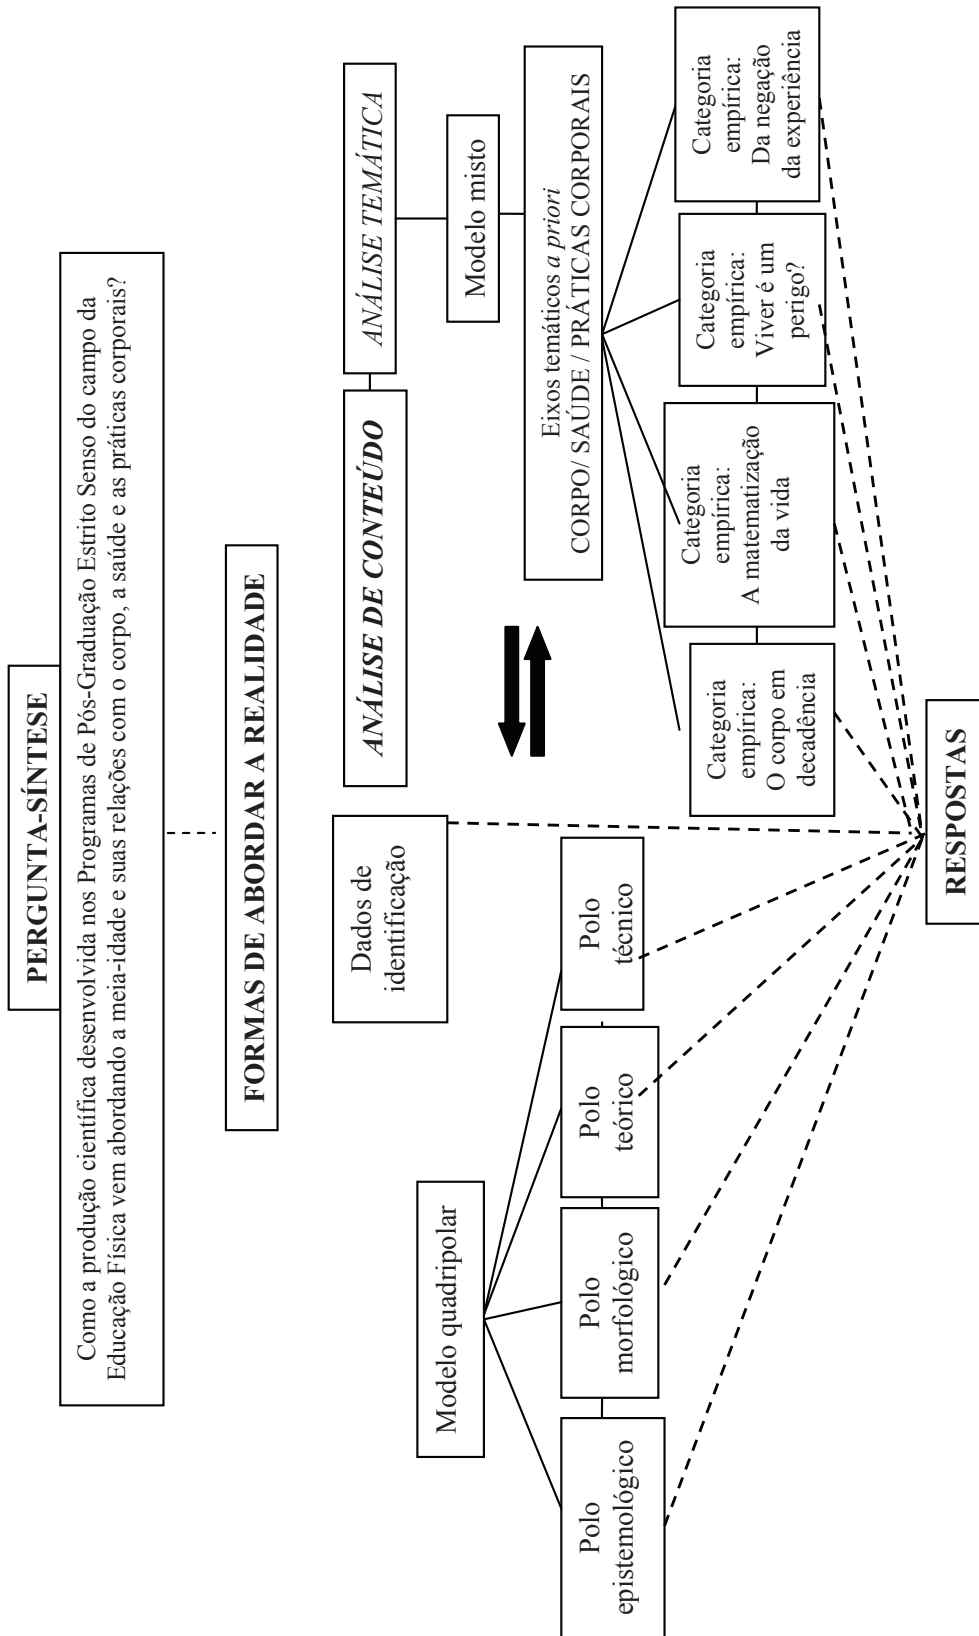 PERGUNTA-SÍNTESE
Como a produção científica desenvolvida nos Programas de Pós-Graduação Estrito Senso do campo da
Educação Física vem abordando a meia-idade e suas relações com o corpo, a saúde e as práticas corporais?
FORMAS DE ABORDAR A REALIDADE
Modelo quadripolar
Polo
epistemológico
Polo
morfológico
Polo
teórico
Polo
técnico
Dados de
identificação
ANÁLISE DE CONTEÚDO
ANÁLISE TEMÁTICA
Modelo misto
Eixos temáticos a priori
CORPO/ SAÚDE / PRÁTICAS CORPORAIS
Categoria
empírica:
O corpo em
decadência
Categoria
empírica:
A matematização
da vida
Categoria
empírica:
Viver é um
perigo?
Categoria
empírica:
Da negação
da experiência
RESPOSTAS